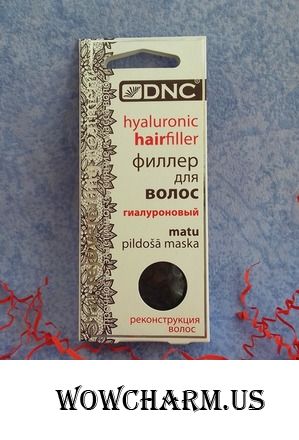 DNC®
hyaluronic
hairfiller
филлер
для
волос
гиалуроновый
matu
pildošā maska
реконструкция
волос
WOWCHARM.US